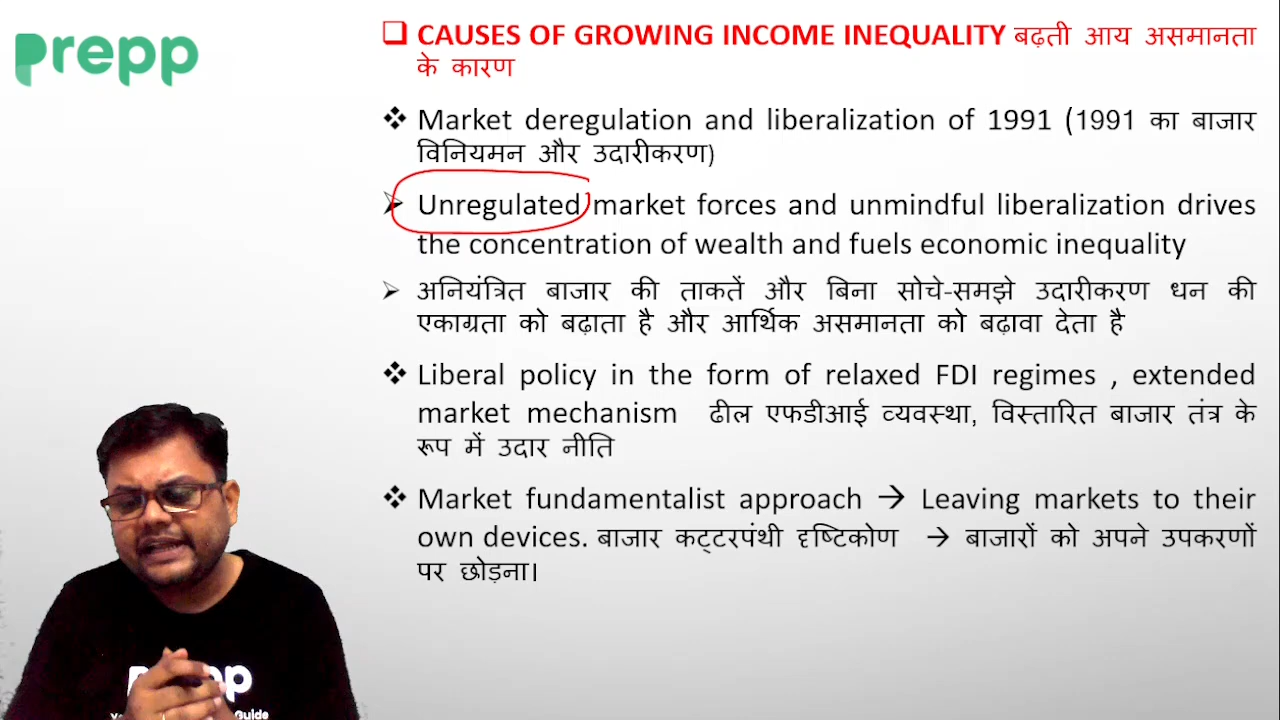 prepp
CAUSES OF GROWING INCOME INEQUALITY बढ़ती आय असमानता
के कारण
Market deregulation and liberalization of 1991 (1991 का बाजार
विनियमन और उदारीकरण)
Unregulated market forces and unmindful liberalization drives
the concentration of wealth and fuels economic inequality
अनियंत्रित बाजार की ताकतें और बिना सोचे-समझे उदारीकरण धन की
एकाग्रता को बढ़ाता है और आर्थिक असमानता को बढ़ावा देता है
Liberal policy in the form of relaxed FDI regimes , extended
market mechanism ढील एफडीआई व्यवस्था, विस्तारित बाजार तंत्र के
रूप में उदार नीति
Market fundamentalist approach → Leaving markets to their
own devices. बाजार कट्टरपंथी दृष्टिकोण → बाजारों को अपने उपकरणों
पर छोड़ना।
Guide